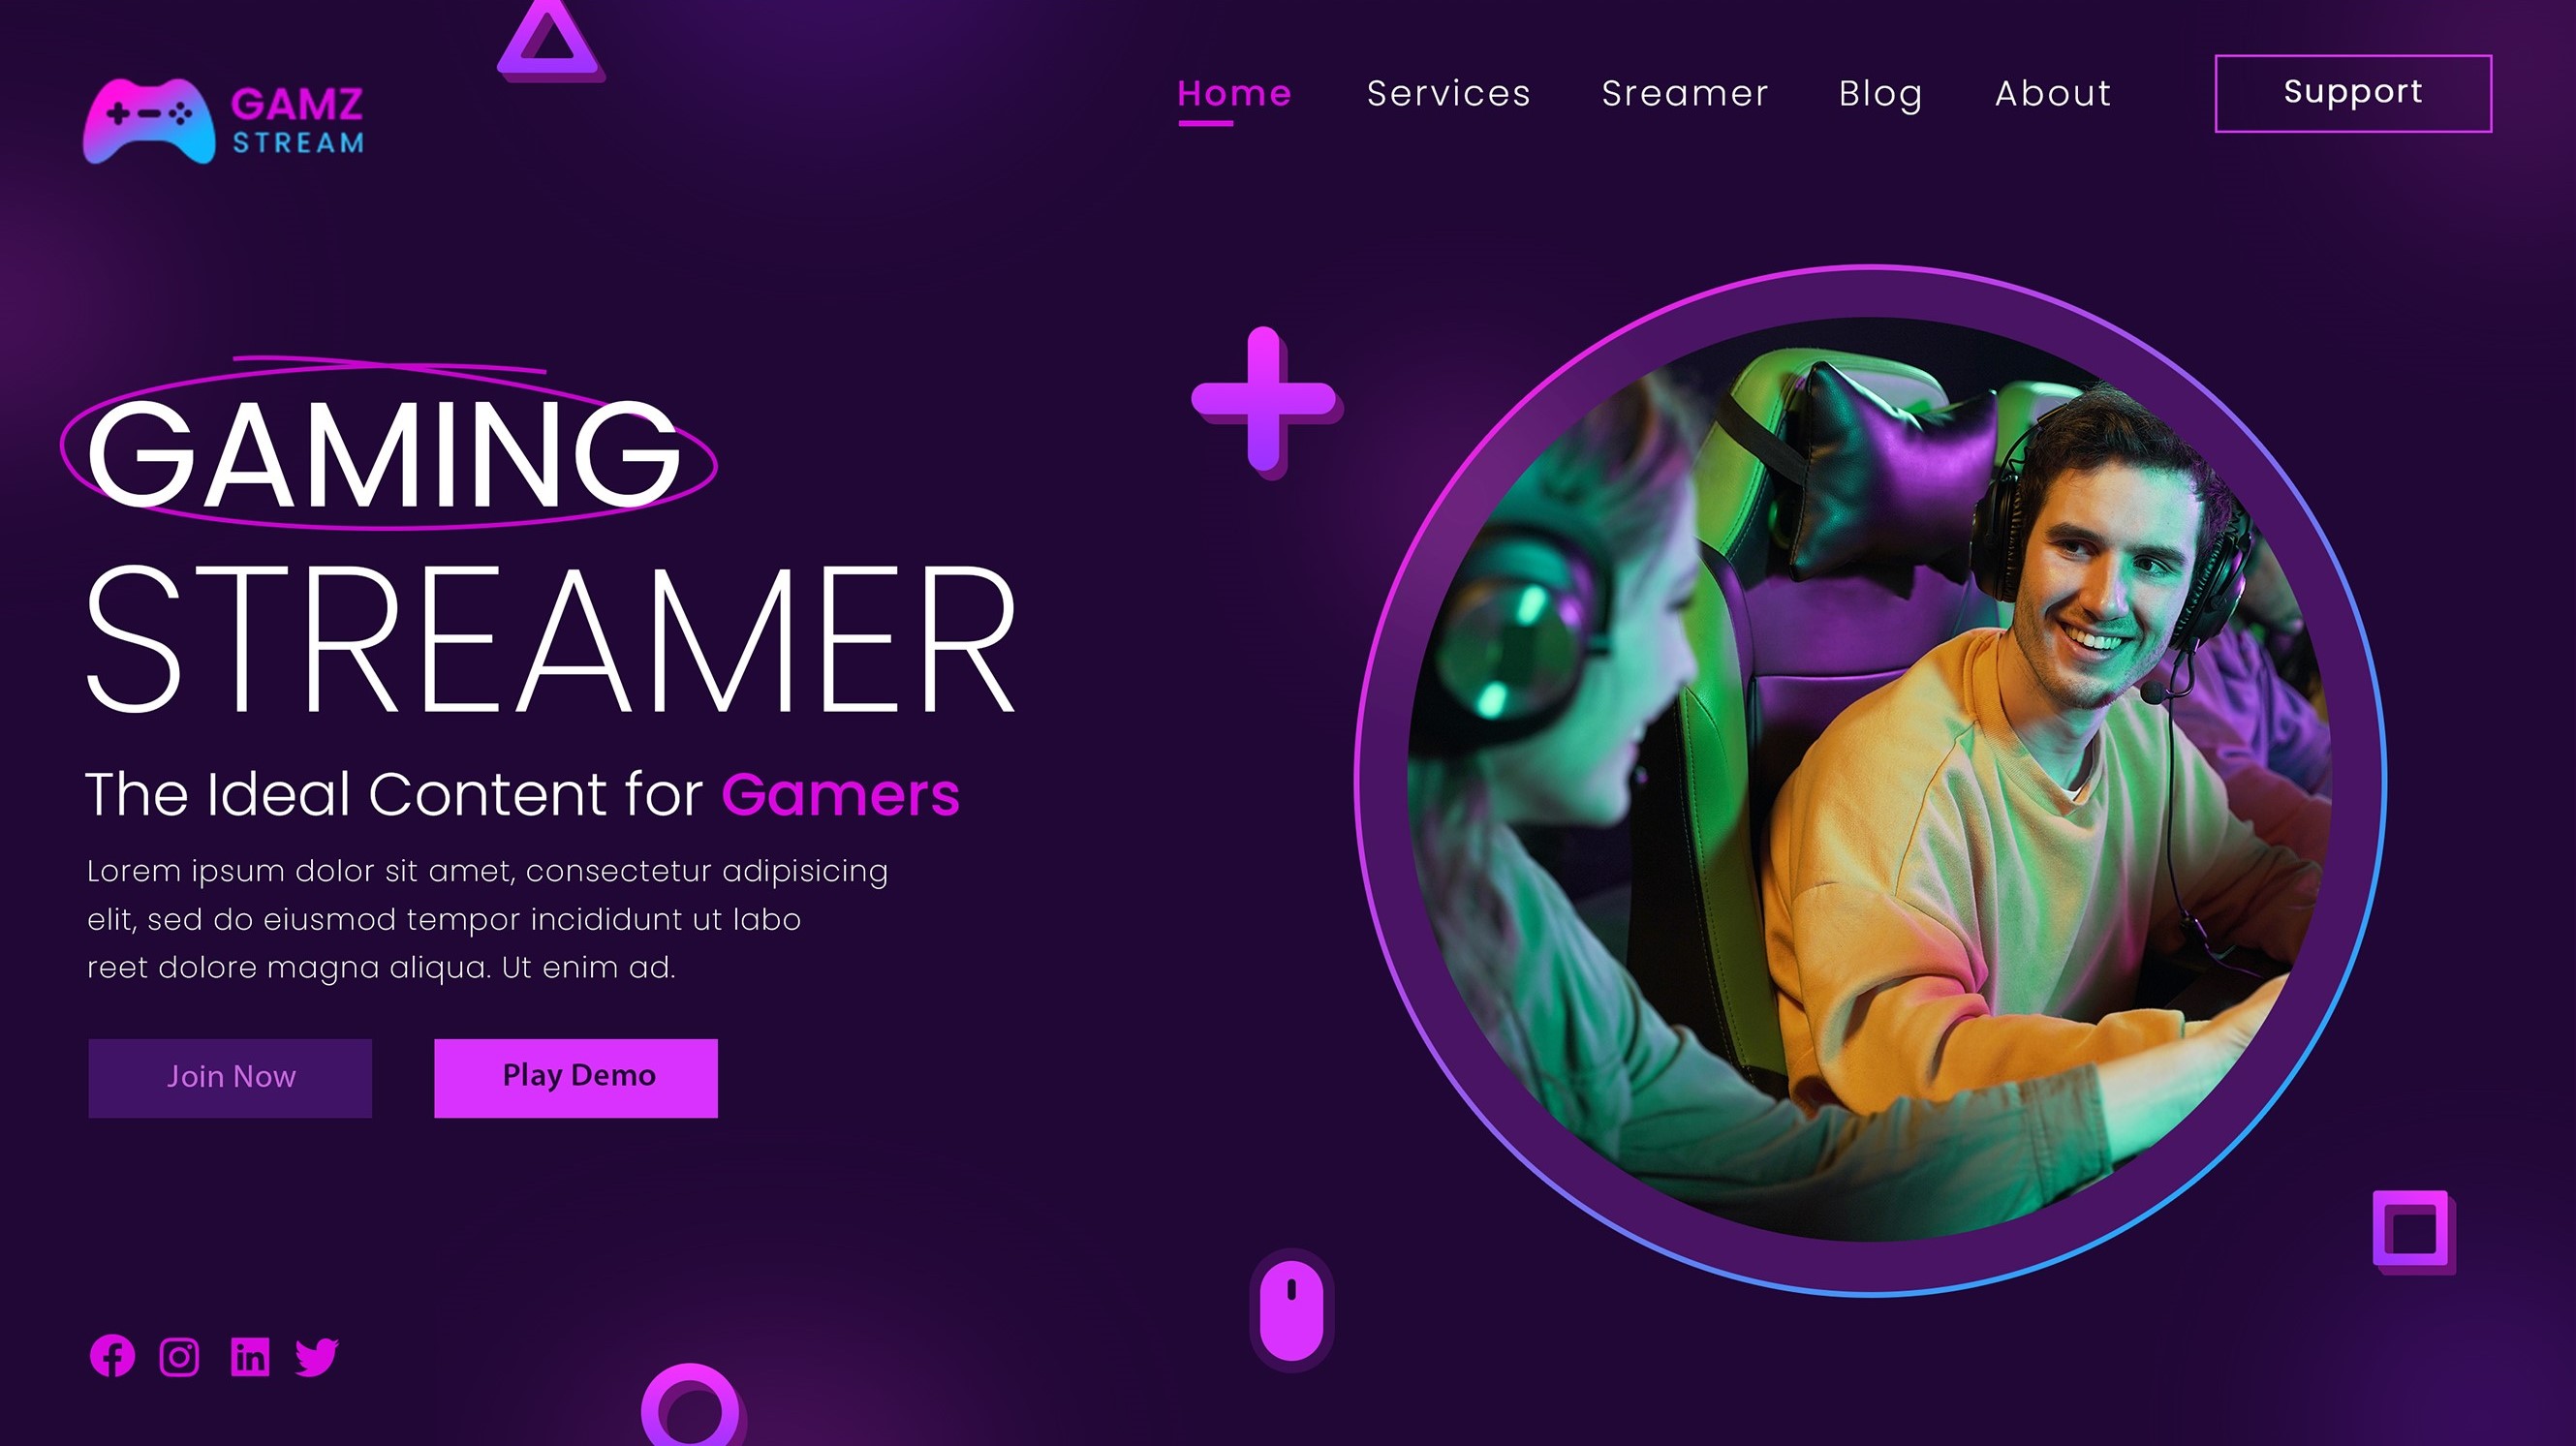 GAMZ
STREAM
Home Services Sreamer Blog About Support
GAMING
STREAMER
The Ideal Content for Gamers
Lorem ipsum dolor sit amet, consectetur adipisicing
elit, sed do eiusmod tempor incididunt ut labo
reet dolore magna aliqua. Ut enim ad.
Join Now Play Demo